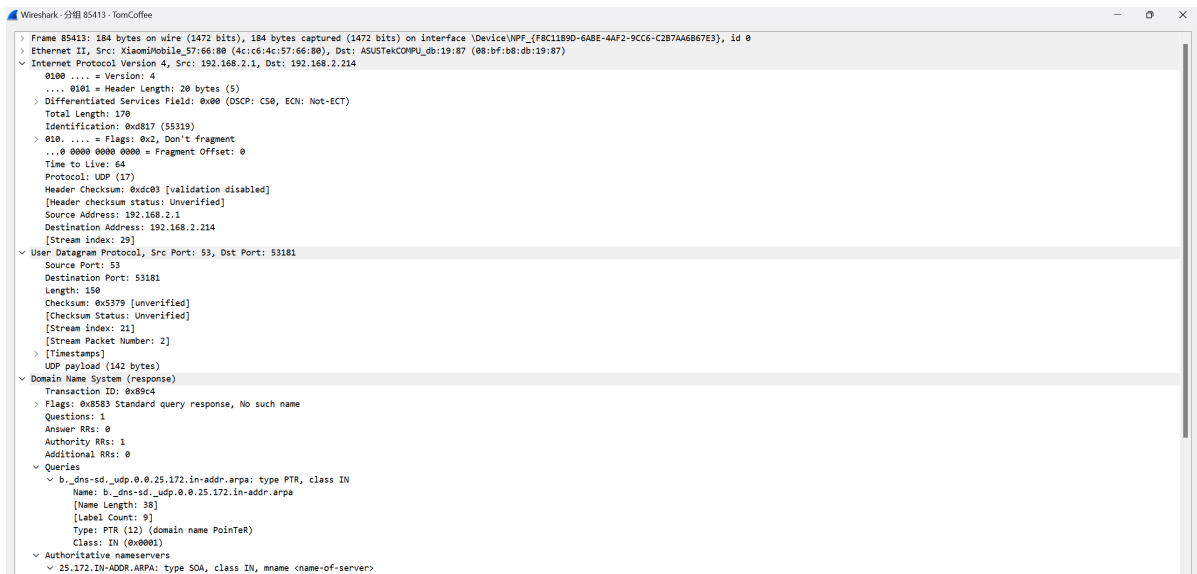 Wireshark · 分组 85413 · TomCoffee
Frame 85413: 184 bytes on wire (1472 bits), 184 bytes captured (1472 bits) on interface \Device\NPF_{F8C11B9D-6ABE-4AF2-9CC6-C2B7AA6B67E3}, id 0
Ethernet II, Src: XiaomiMobile_57:66:80 (4c:c6:4c:57:66:80), Dst: ASUSTekCOMPU_db:19:87 (08:bf:b8:db:19:87)
Internet Protocol Version 4, Src: 192.168.2.1, Dst: 192.168.2.214
0100 .... = Version: 4
.... 0101 = Header Length: 20 bytes (5)
Differentiated Services Field: 0x00 (DSCP: CS0, ECN: Not-ECT)
Total Length: 170
Identification: 0xd817 (55319)
010. .... = Flags: 0x2, Don't fragment
...0 0000 0000 0000 = Fragment Offset: 0
Time to Live: 64
Protocol: UDP (17)
Header Checksum: 0xdc03 [validation disabled]
[Header checksum status: Unverified]
Source Address: 192.168.2.1
Destination Address: 192.168.2.214
[Stream index: 29]
User Datagram Protocol, Src Port: 53, Dst Port: 53181
Source Port: 53
Destination Port: 53181
Length: 150
Checksum: 0x5379 [unverified]
[Checksum Status: Unverified]
[Stream index: 21]
[Stream Packet Number: 2]
[Timestamps]
UDP payload (142 bytes)
Domain Name System (response)
Transaction ID: 0x89c4
Flags: 0x8583 Standard query response, No such name
Questions: 1
Answer RRs: 0
Authority RRs: 1
Additional RRs: 0
Queries
b._dns-sd._udp.0.0.25.172.in-addr.arpa: type PTR, class IN
Name: b._dns-sd._udp.0.0.25.172.in-addr.arpa
[Name Length: 38]
[Label Count: 9]
Type: PTR (12) (domain name PoinTeR)
Class: IN (0x0001)
Authoritative nameservers
25.172.IN-ADDR.ARPA: type SOA, class IN, mname <name-of-server>